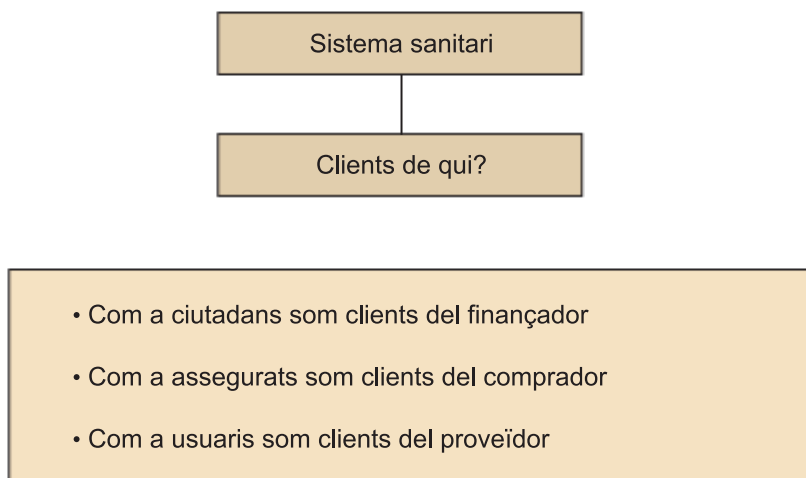 Sistema sanitari
Clients de qui?
• Com a ciutadans som clients del finançador
• Com a assegurats som clients del comprador
• Com a usuaris som clients del proveïdor